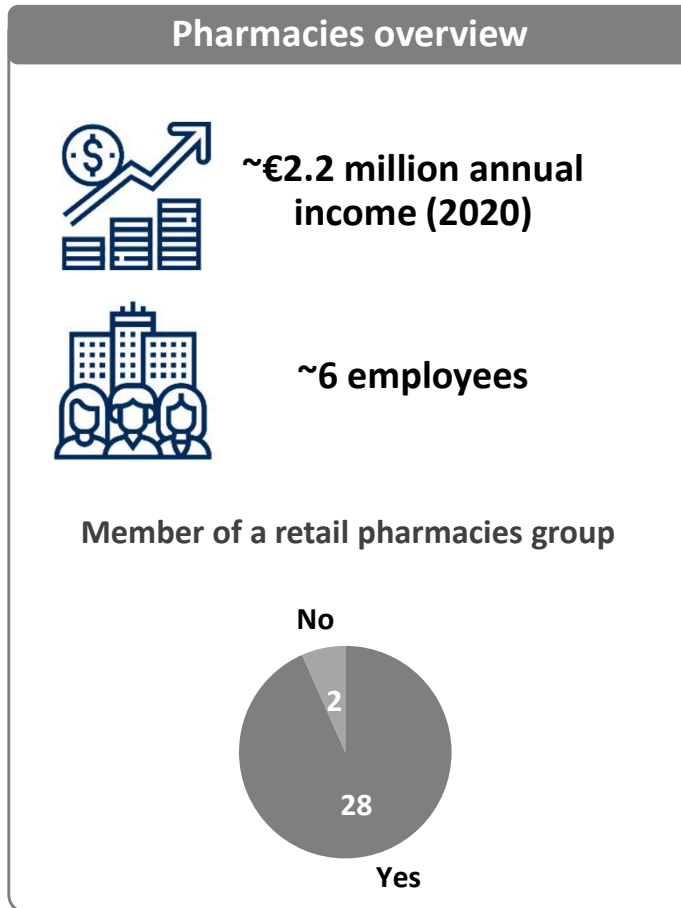 Pharmacies overview
$
~€2.2 million annual
income (2020)
~6 employees
Member of a retail pharmacies group
No
2
28
Yes